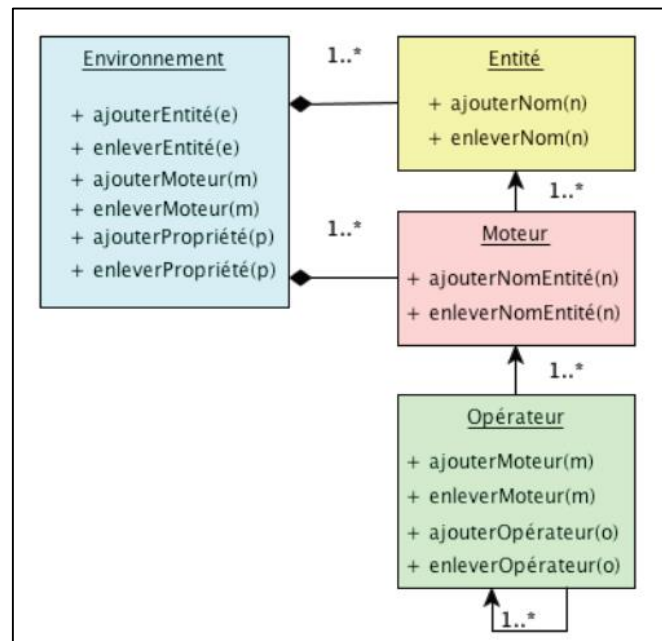 Environnement
+ ajouterEntité(e)
+ enleverEntité(e)
+ ajouterMoteur(m)
+ enleverMoteur(m)
+ ajouterPropriété(p)
+ enleverPropriété(p)
1..*
1..*
Entité
+ ajouterNom(n)
+ enleverNom(n)
1..*
Moteur
+ ajouterNomEntité(n)
+ enleverNomEntité(n)
1..*
Opérateur
+ ajouterMoteur(m)
+ enleverMoteur(m)
+ ajouterOpérateur(o)
+ enleverOpérateur(o)
1..*